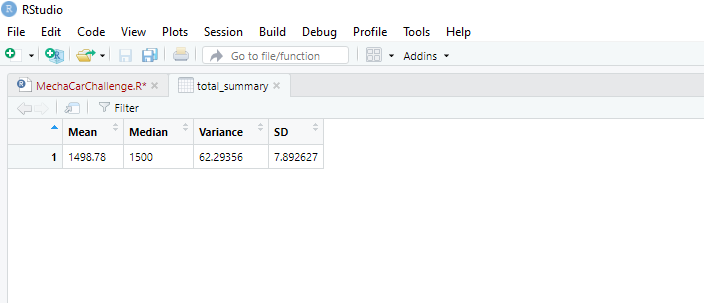 RStudio
File Edit Code View Plots Session Build Debug Profile Tools Help
Go to file/function Addins
MechaCarChallenge.R* total_summary
Filter
Mean Median Variance SD
1 1498.78 1500 62.29356 7.892627